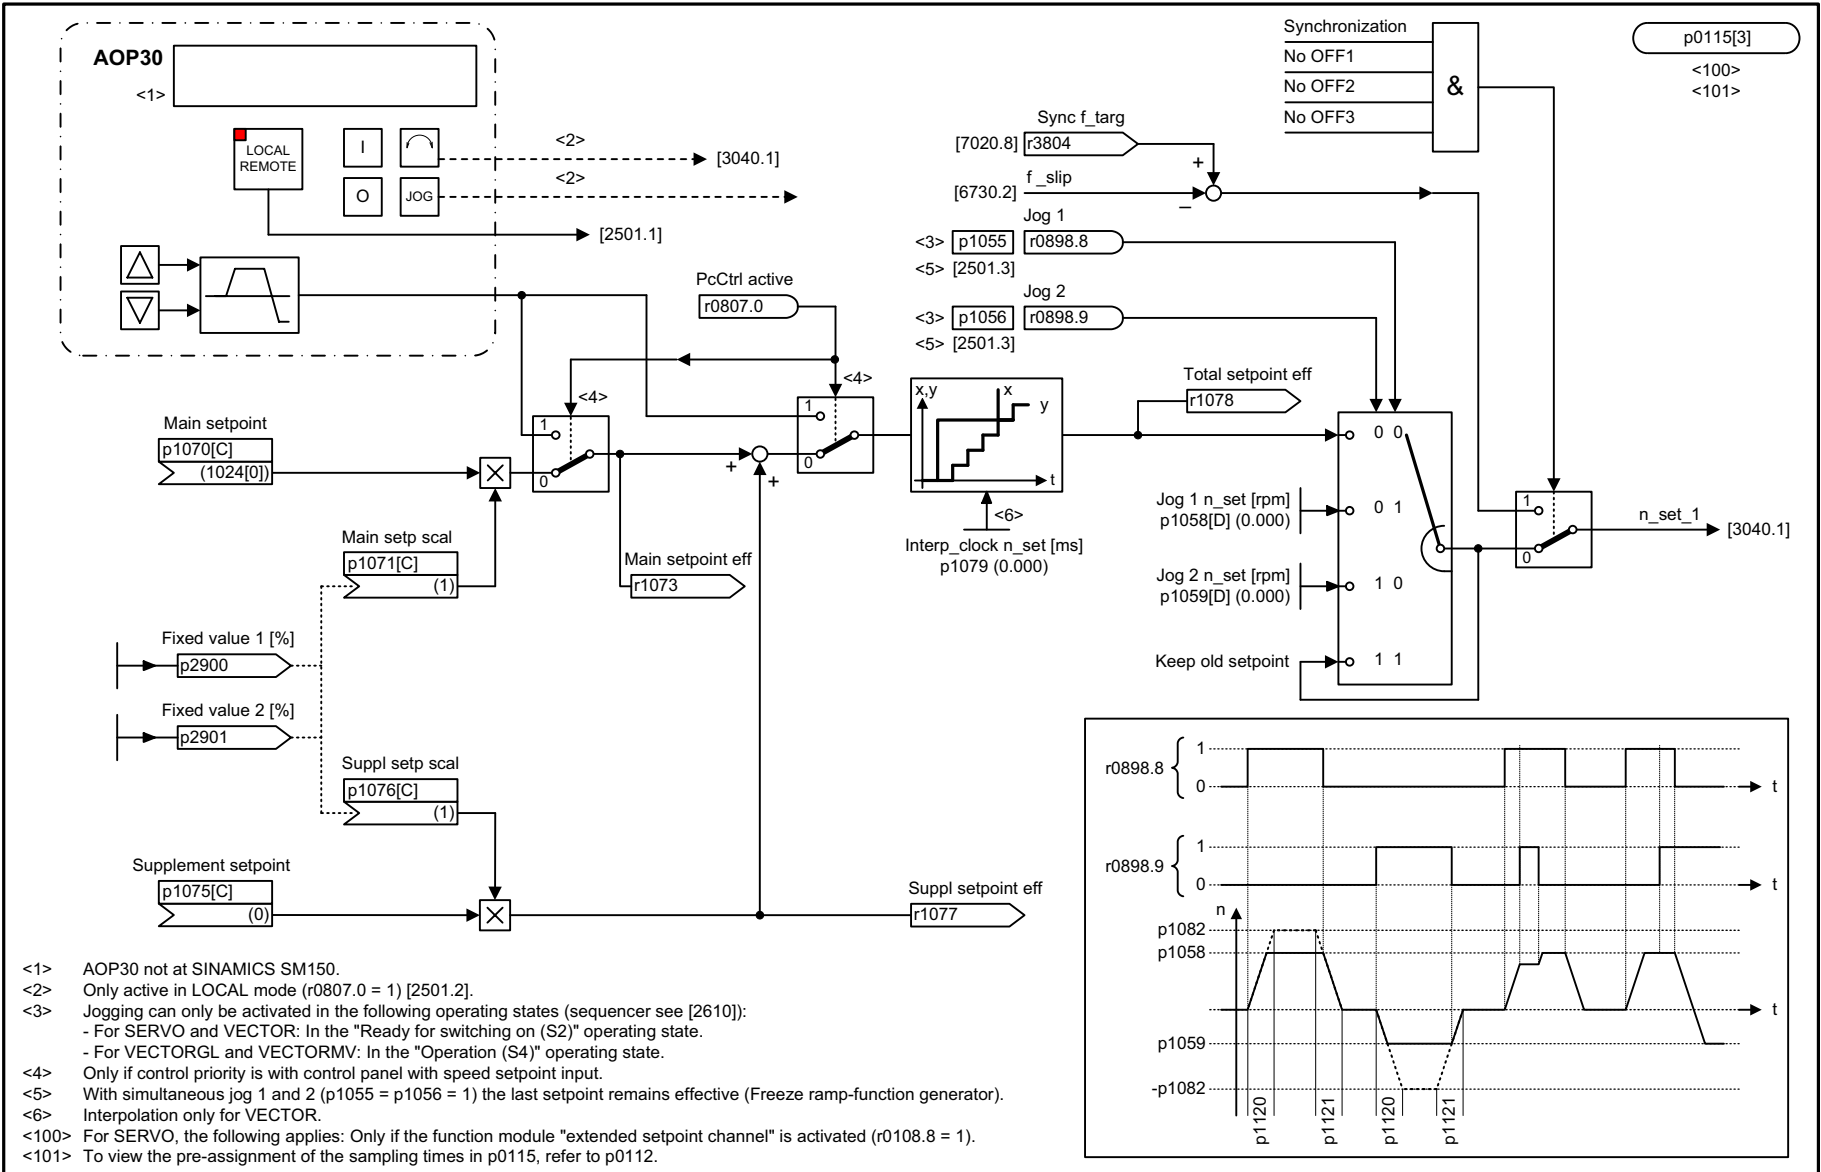 AOP30
<1>
LOCAL
REMOTE
I
O
JOG
<2>
[3040.1]
<2>
[2501.1]
Synchronization
No OFF1
No OFF2
No OFF3
&
p0115[3]
<100>
<101>
Sync f_targ
[7020.8]
r3804
+
f _slip
[6730.2]
–
Jog 1
<3>
p1055
r0898.8
<5> [2501.3]
Jog 2
<3>
p1056
r0898.9
<5> [2501.3]
PcCtrl active
r0807.0
<4>
<4>
1
0
1
0
Main setpoint
p1070[C]
(1024[0])
+
+
x,y
x
y
t
<6>
Interp_clock n_set [ms]
p1079 (0.000)
Total setpoint eff
r1078
0 0
Jog 1 n_set [rpm]
p1058[D] (0.000)
0 1
Jog 2 n_set [rpm]
p1059[D] (0.000)
1 0
Keep old setpoint
1 1
1
0
n_set_1
[3040.1]
Main setp scal
p1071[C]
(1)
Main setpoint eff
r1073
Fixed value 1 [%]
p2900
Fixed value 2 [%]
p2901
Suppl setp scal
p1076[C]
(1)
Supplement setpoint
p1075[C]
(0)
Suppl setpoint eff
r1077
r0898.8
1
0
t
r0898.9
1
0
t
n
p1082
p1058
t
p1059
-p1082
p1120
p1121
p1120
p1121
<1> AOP30 not at SINAMICS SM150.
<2> Only active in LOCAL mode (r0807.0 = 1) [2501.2].
<3> Jogging can only be activated in the following operating states (sequencer see [2610]):
- For SERVO and VECTOR: In the "Ready for switching on (S2)" operating state.
- For VECTORGL and VECTORMV: In the "Operation (S4)" operating state.
<4> Only if control priority is with control panel with speed setpoint input.
<5> With simultaneous jog 1 and 2 (p1055 = p1056 = 1) the last setpoint remains effective (Freeze ramp-function generator).
<6> Interpolation only for VECTOR.
<100> For SERVO, the following applies: Only if the function module "extended setpoint channel" is activated (r0108.8 = 1).
<101> To view the pre-assignment of the sampling times in p0115, refer to p0112.